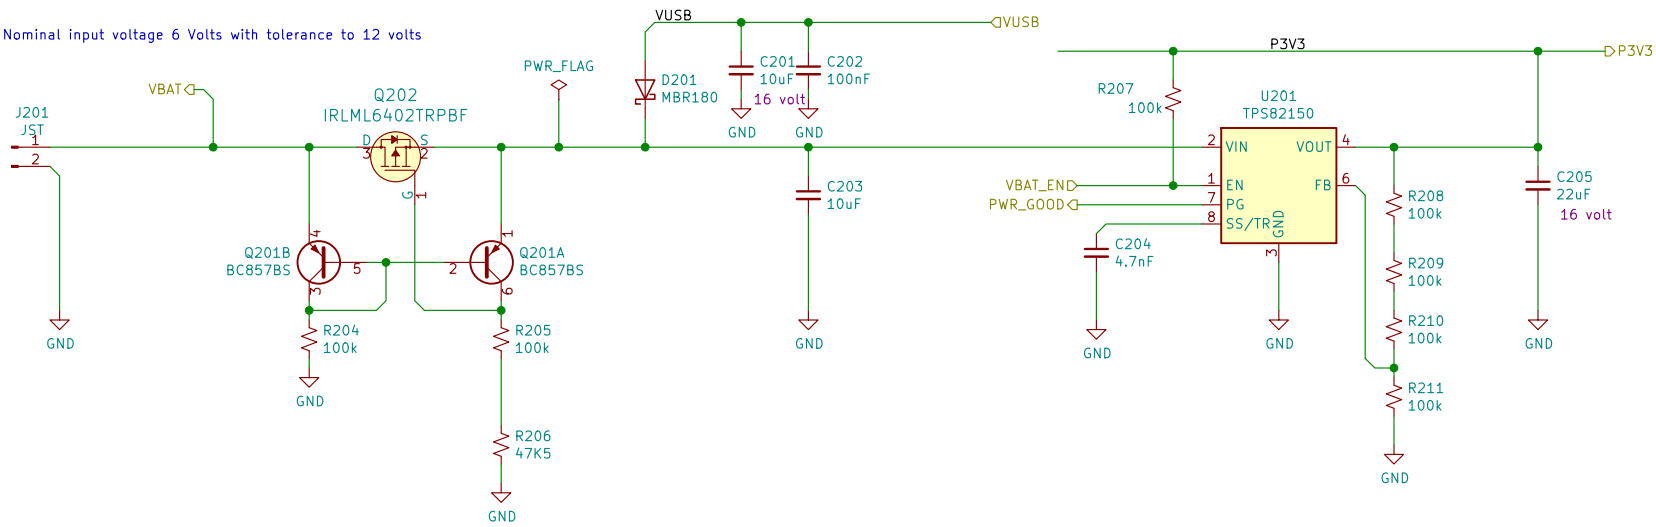 Nominal input voltage 6 Volts with tolerance to 12 volts
VBAT
J201
JST
1
2
GND
Q202
IRLML6402TRPBF
D
3
S
2
G
1
PWR_FLAG
VUSB
VUSB
D201
MBR180
C201
10uF
16 volt
GND
C202
100nF
GND
Q201B
BC857BS
4
5
3
Q201A
BC857BS
1
2
6
R204
100k
GND
R205
100k
R206
47K5
GND
C203
10uF
GND
P3V3
P3V3
R207
100k
U201
TPS82150
2
VIN
VOUT
4
VBAT_EN
1
EN
FB
6
PWR_GOOD
7
PG
8
SS/TR
GND
3
GND
C204
4.7nF
GND
R208
100k
R209
100k
R210
100k
R211
100k
GND
C205
22uF
16 volt
GND